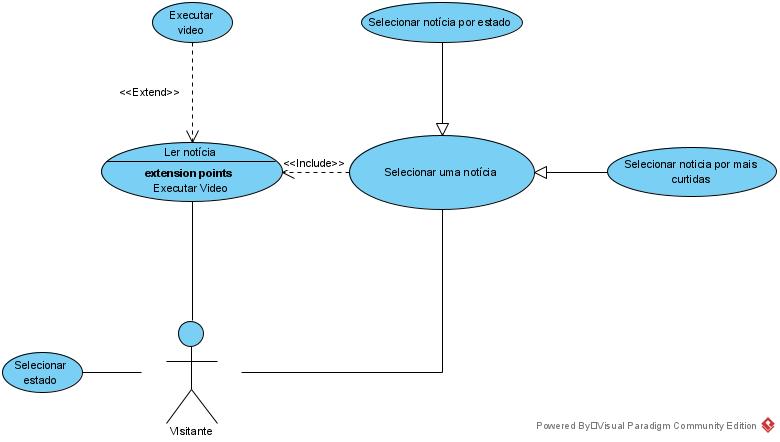 Executar
video
Selecionar notícia por estado
<<Extend>>
Ler notícia
extension points
Executar Video
<<Include>>
Selecionar uma notícia
Selecionar noticia por mais
curtidas
Selecionar
estado
VIsitante
Powered By Visual Paradigm Community Edition